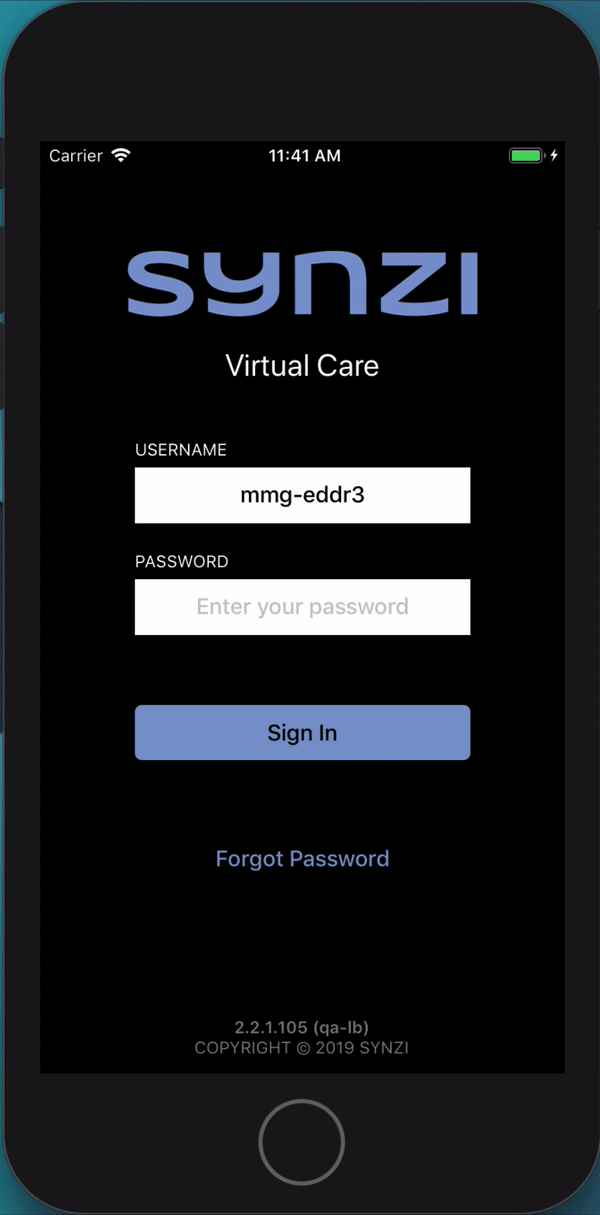 Carrier 11:41 AM
SYNZI
Virtual Care
USERNAME
mmg-eddr3
PASSWORD
Enter your password
Sign In
Forgot Password
2.2.1.105 (qa-lb)
COPYRIGHT © 2019 SYNZI